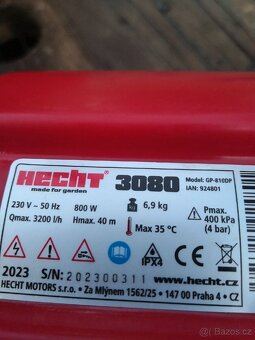 HECHT 3080 Model: GP-810DP
made for garden IAN: 924801
230 V ~ 50 Hz 800 W 6,9 kg Pmax.
Qmax. 3200 l/h Hmax. 40 m Max 35 °C 400 kPa
(4 bar)
IPX4
2023 S/N: 202300311 www.hecht.cz
HECHT MOTORS s.r.o. • Za Mlýnem 1562/25 • 147 00 Praha 4 • CZ
Bazoš.cz